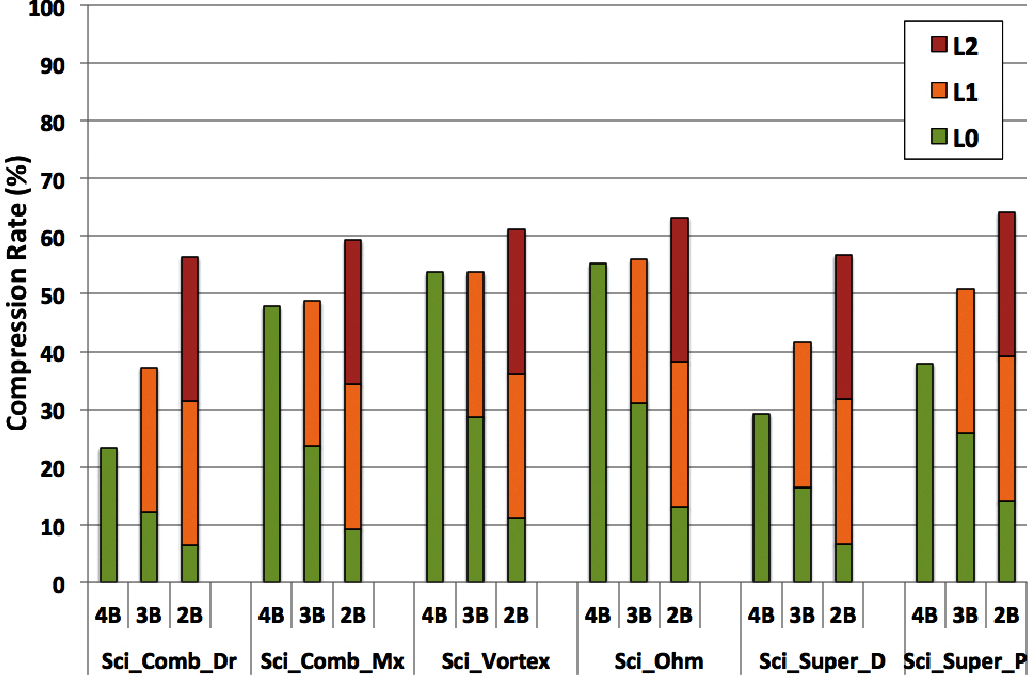 100
90
80
70
60
50
40
30
20
10
0
Compression Rate (%)
L2
L1
L0
4B 3B 2B 4B 3B 2B 4B 3B 2B 4B 3B 2B 4B 3B 2B 4B 3B 2B
Sci_Comb_Dr Sci_Comb_Mx Sci_Vortex Sci_Ohm Sci_Super_D Sci_Super_P